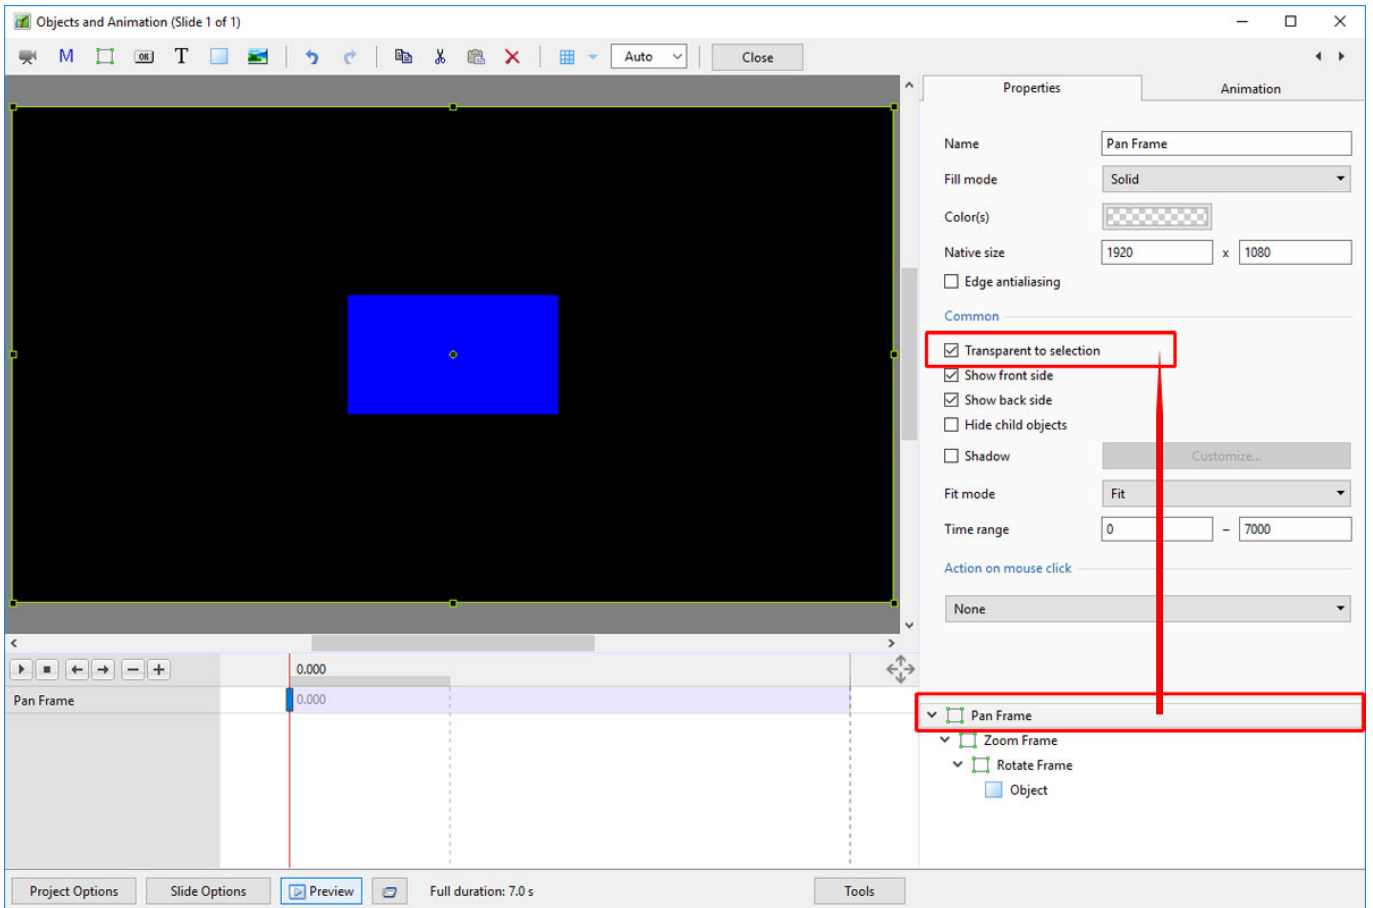 Objects and Animation (Slide 1 of 1)
M OK T Auto Close
Properties Animation
Name Pan Frame
Fill mode Solid
Color(s)
Native size 1920 x 1080
Edge antialiasing
Common
Transparent to selection
Show front side
Show back side
Hide child objects
Shadow Customize...
Fit mode Fit
Time range 0 – 7000
Action on mouse click
None
0.000
Pan Frame 0.000
Pan Frame
Zoom Frame
Rotate Frame
Object
Project Options Slide Options Preview Full duration: 7.0 s Tools